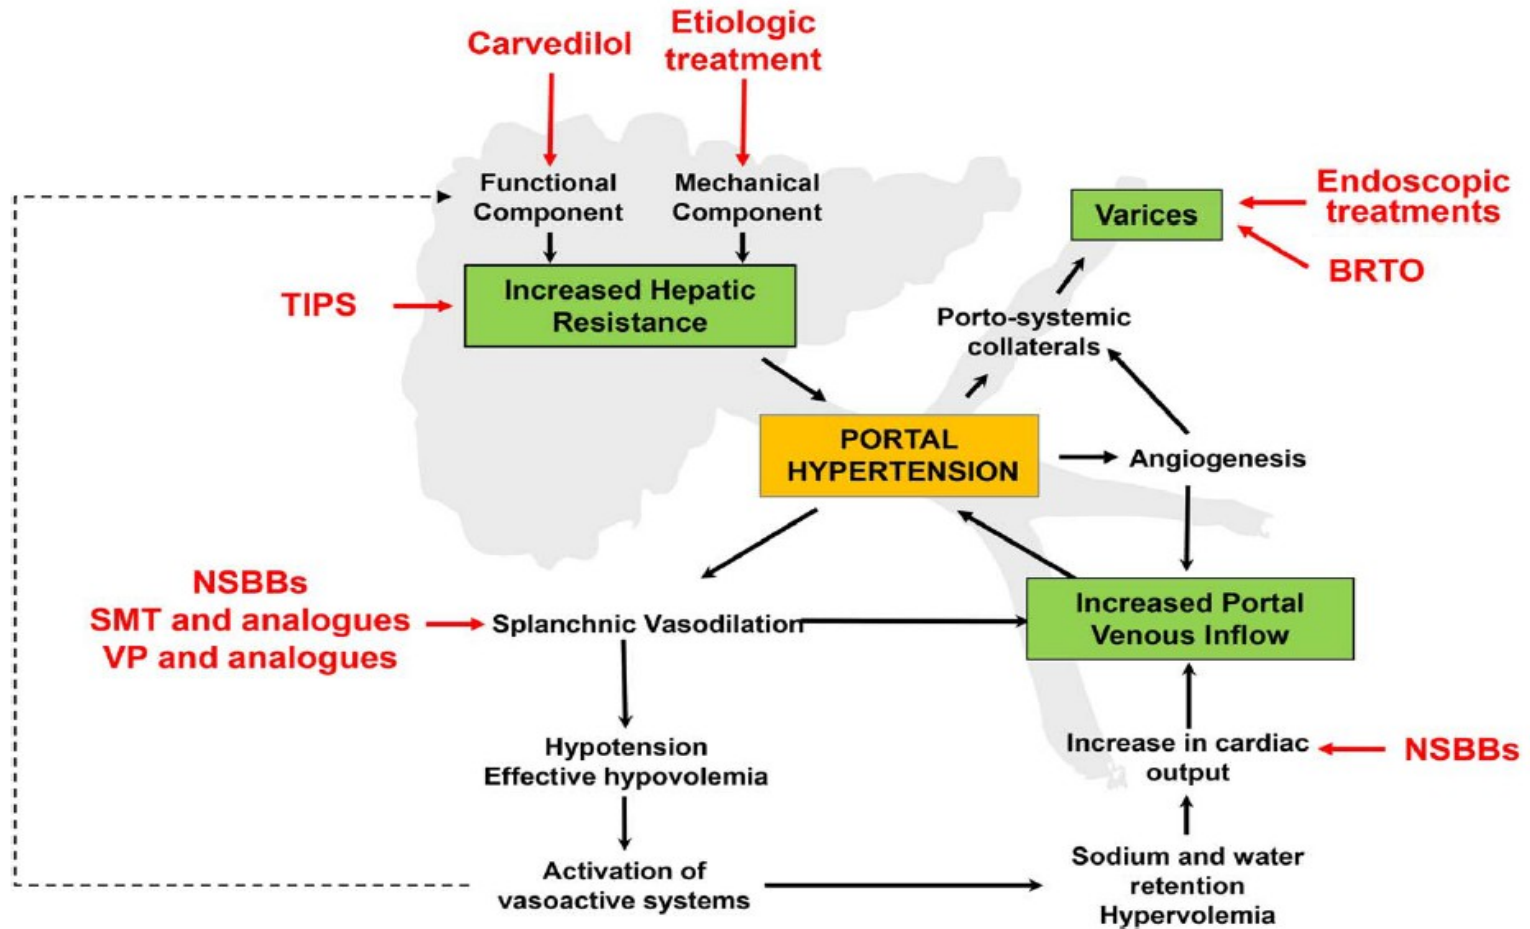 Carvedilol
Etiologic
treatment
Functional
Component
Mechanical
Component
Endoscopic
treatments
Varices
BRTO
TIPS
Increased Hepatic
Resistance
Porto-systemic
collaterals
PORTAL
HYPERTENSION
Angiogenesis
NSBBs
SMT and analogues
VP and analogues
Splanchnic Vasodilation
Increased Portal
Venous Inflow
Hypotension
Effective hypovolemia
Increase in cardiac
output
NSBBs
Activation of
vasoactive systems
Sodium and water
retention
Hypervolemia